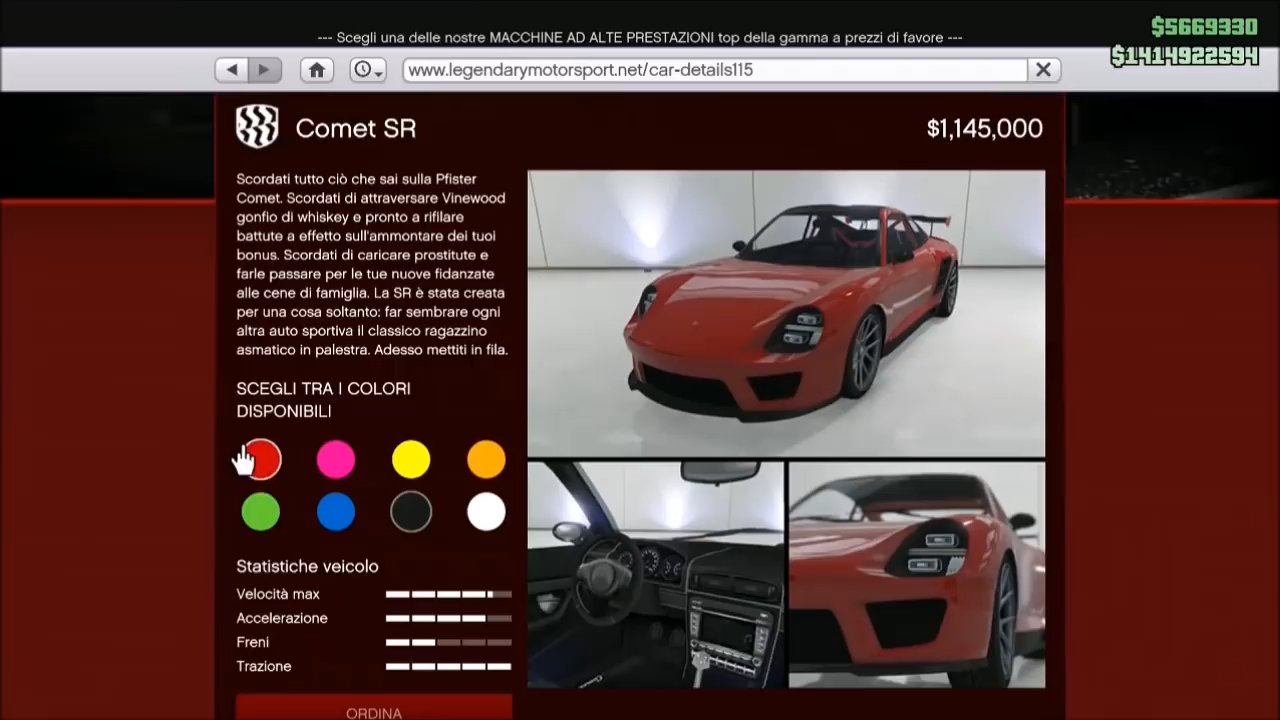 --- Scegli una delle nostre MACCHINE AD ALTE PRESTAZIONI top della gamma a prezzi di favore ---
$5669330
$1414922594
www.legendarymotorsport.net/car-details115
Comet SR
$1,145,000
Scordati tutto ciò che sai sulla Pfister
Comet. Scordati di attraversare Vinewood
gonfio di whiskey e pronto a rifilare
battute a effetto sull'ammontare dei tuoi
bonus. Scordati di caricare prostitute e
farle passare per le tue nuove fidanzate
alle cene di famiglia. La SR è stata creata
per una cosa soltanto: far sembrare ogni
altra auto sportiva il classico ragazzino
asmatico in palestra. Adesso mettiti in fila.
SCEGLI TRA I COLORI
DISPONIBILI
Statistiche veicolo
Velocità max
Accelerazione
Freni
Trazione
ORDINA